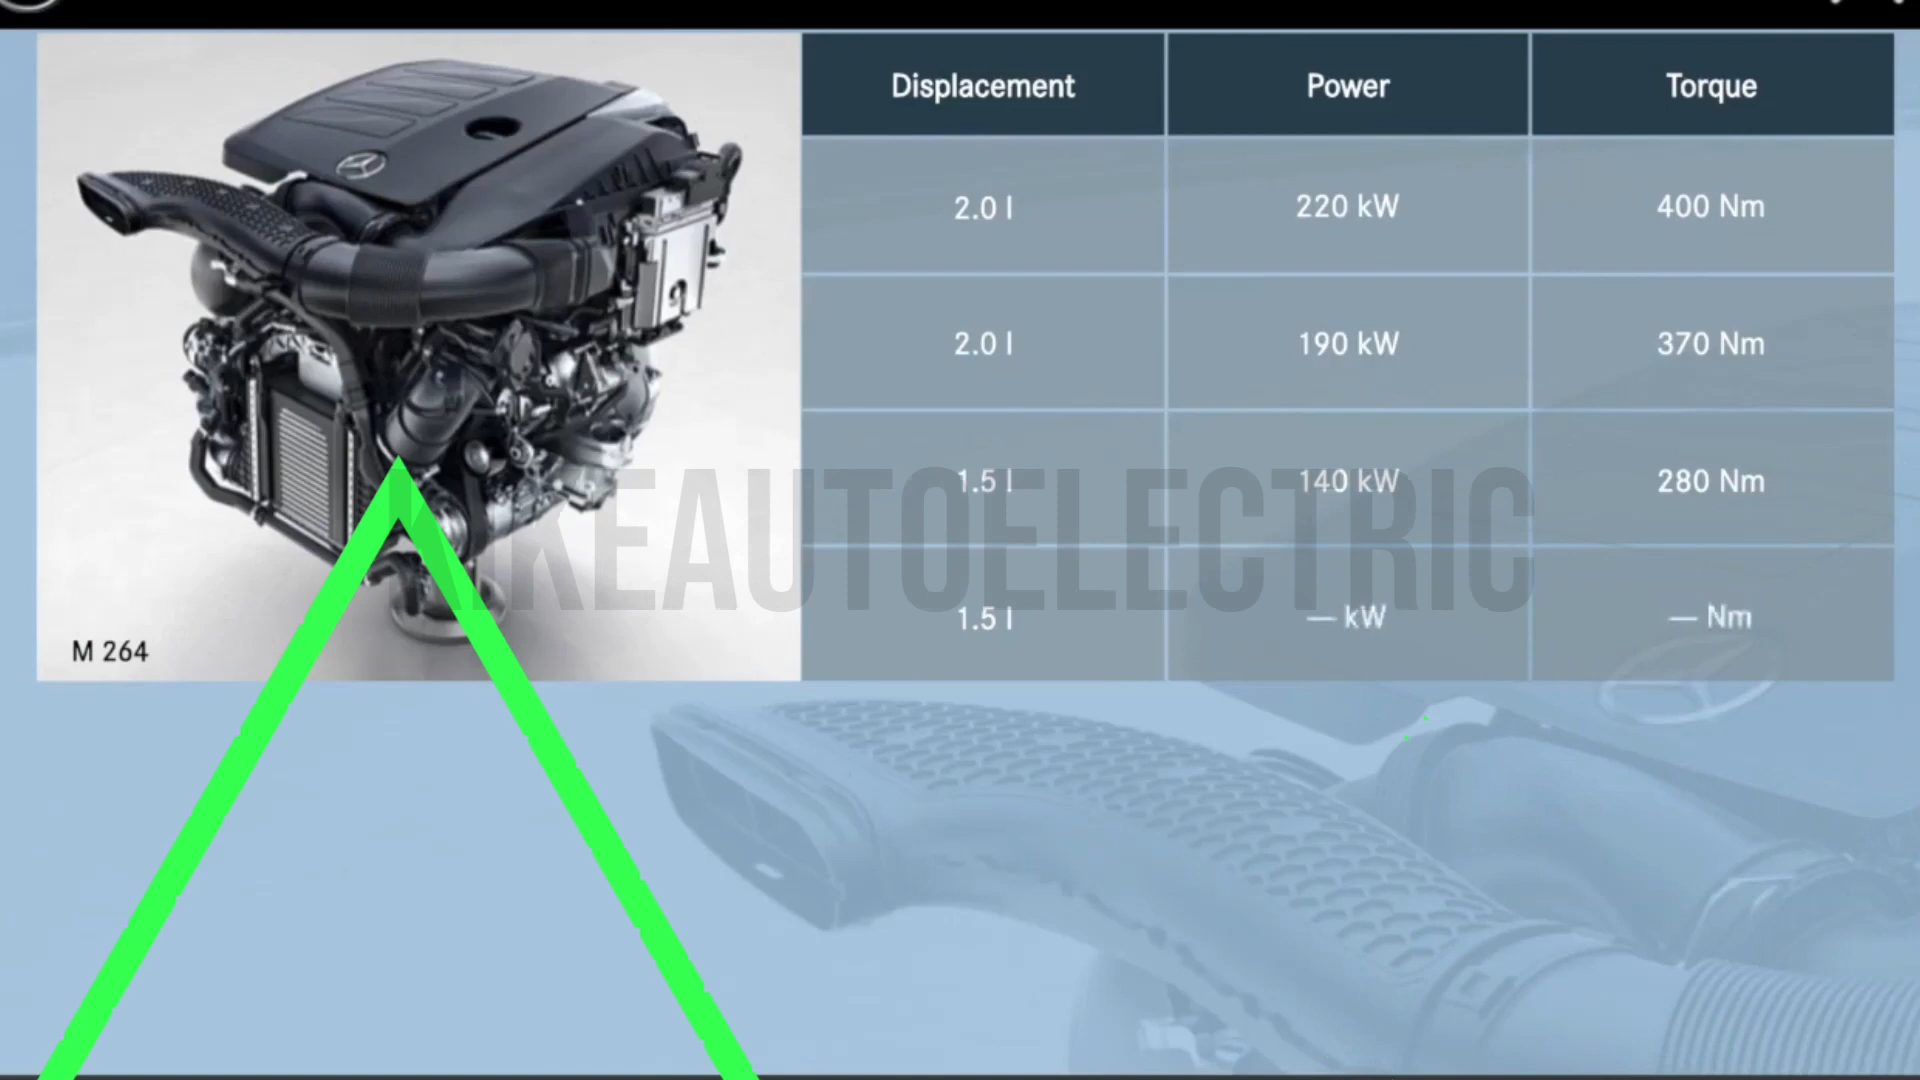 Displacement Power Torque
2.0 l 220 kW 400 Nm
2.0 l 190 kW 370 Nm
1.5 l 140 kW 280 Nm
KIKEAUTOELECTRIC
1.5 l — kW — Nm
M 264